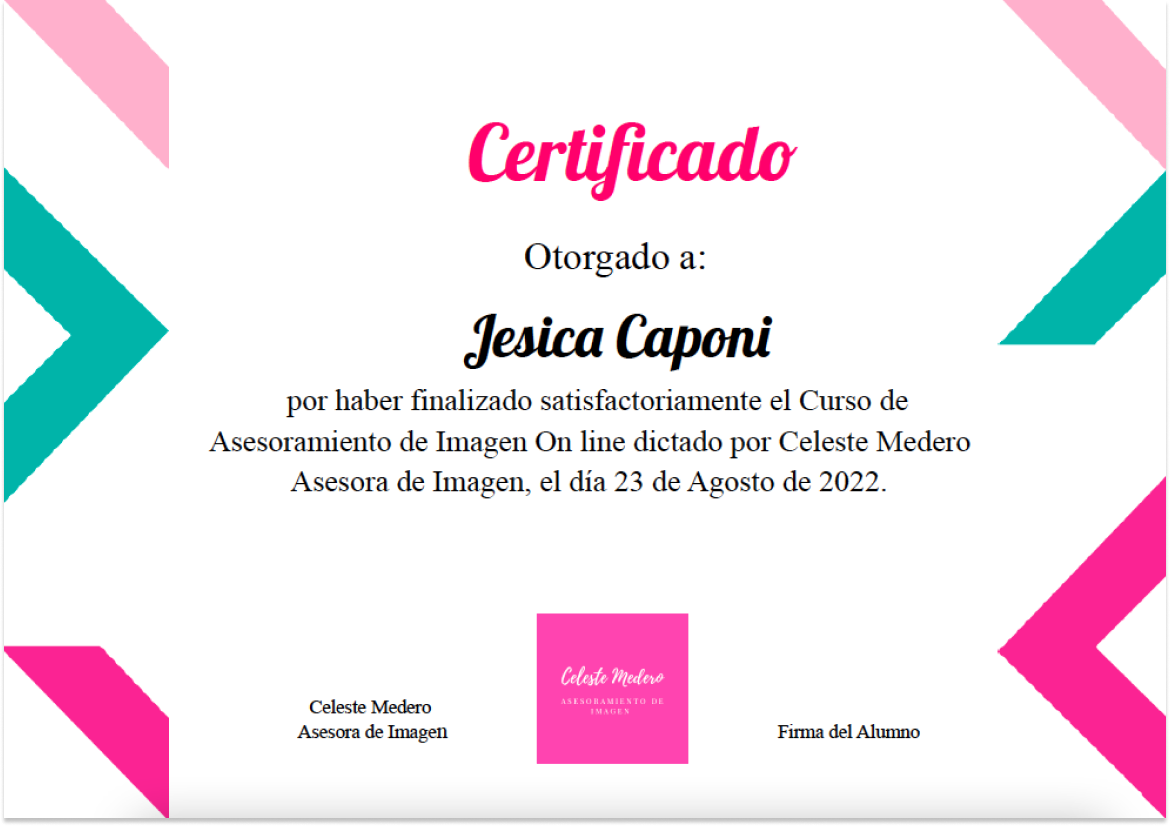 Certificado
Otorgado a:
Jesica Caponi
por haber finalizado satisfactoriamente el Curso de
Asesoramiento de Imagen On line dictado por Celeste Medero
Asesora de Imagen, el día 23 de Agosto de 2022.
Celeste Medero
Asesora de Imagen
Celeste Medero
ASESORAMIENTO DE
IMAGEN
Firma del Alumno